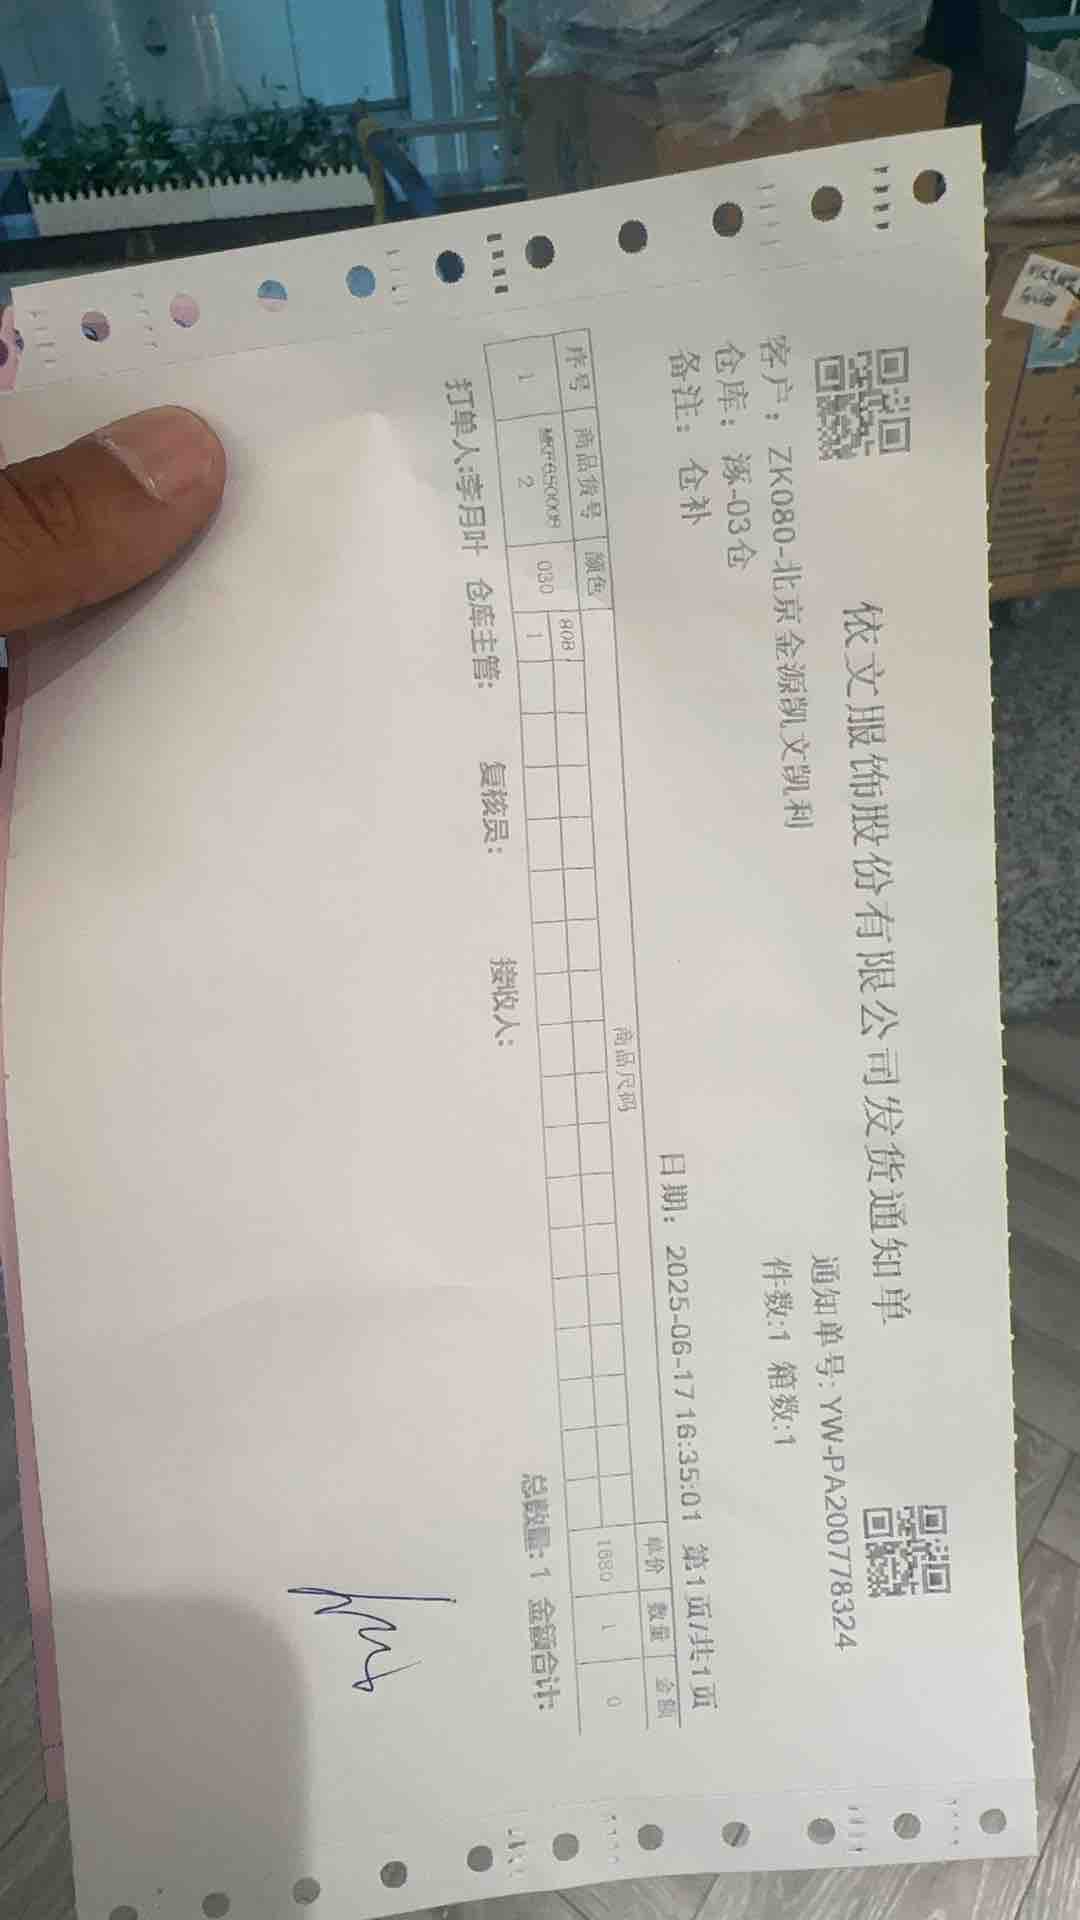 依文服饰股份有限公司发货通知单
通知单号: YW-PA200778324
客户: ZK080-北京金源凯文凯利
件数:1 箱数:1
仓库: 涿-03仓
备注: 仓补
日期: 2025-06-17 16:35:01 第1页/共1页
序号 商品货号 颜色 商品尺码 单价 数量 金额
80B
1 2 030 1 1680 1 0
打单人:李月叶 仓库主管: 复核员: 接收人: 总数量: 1 金额合计: